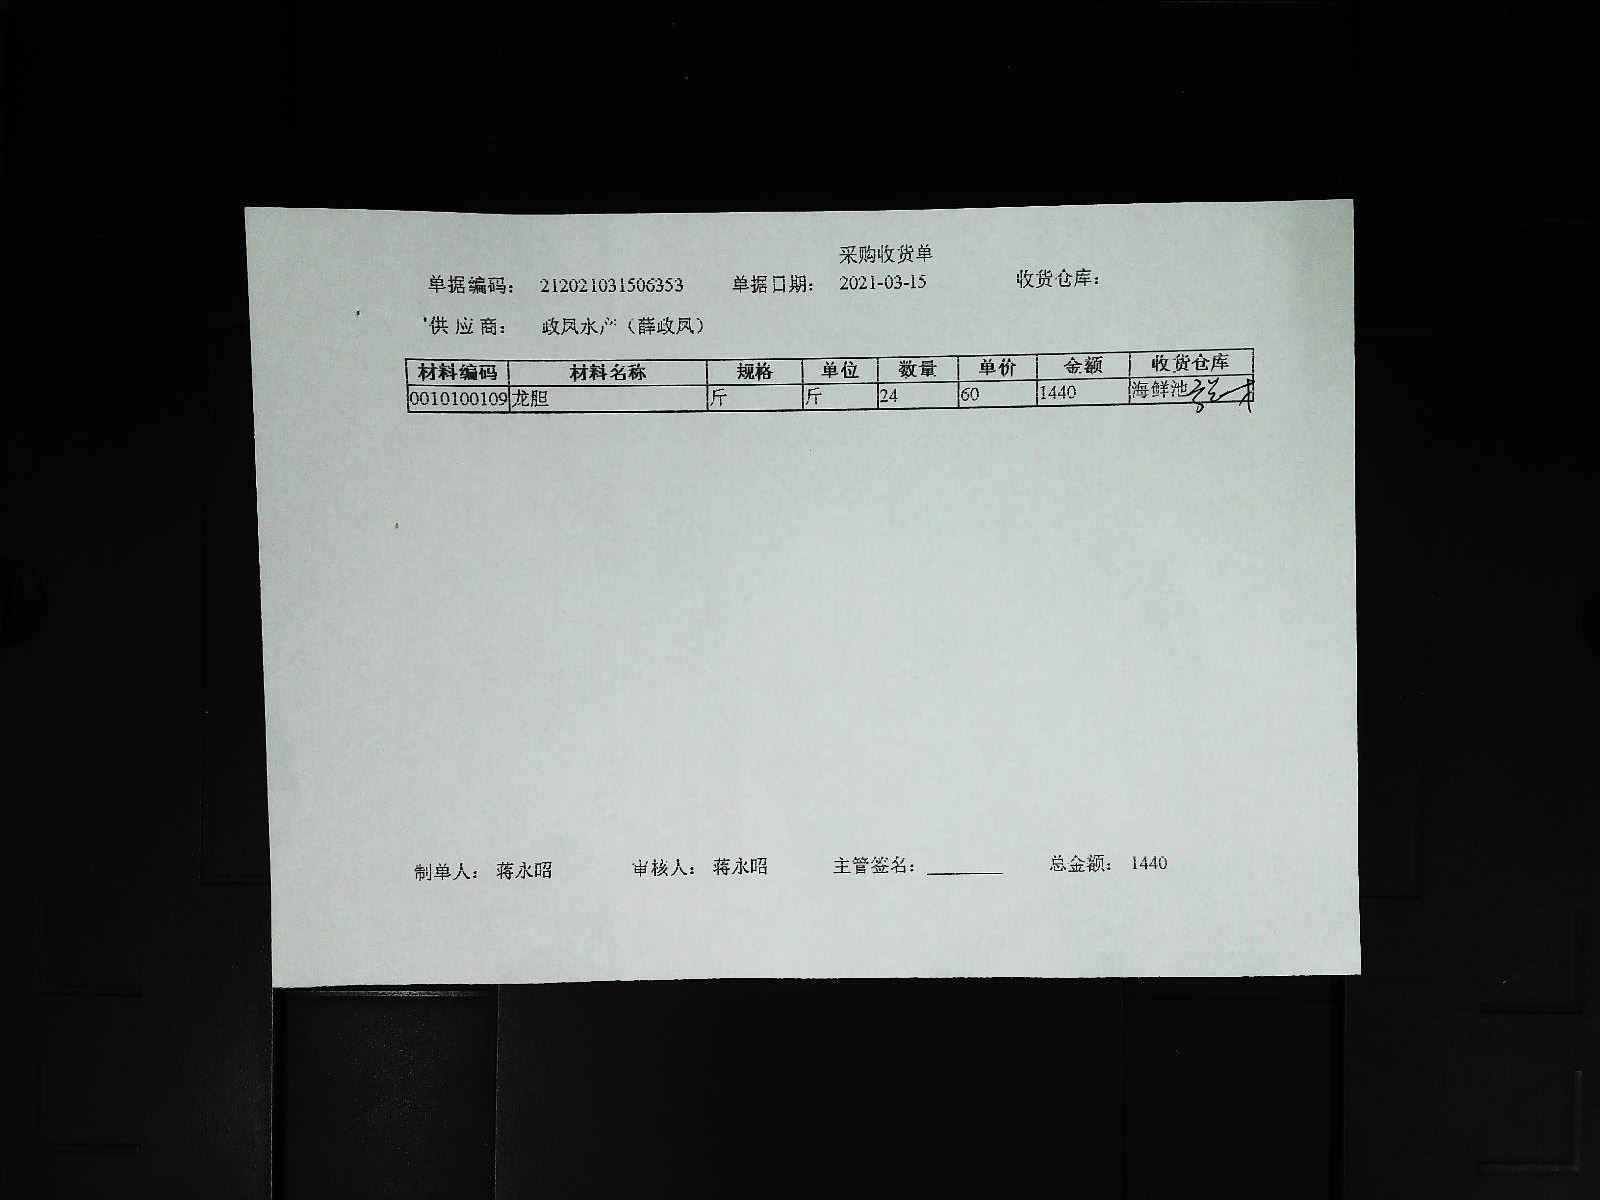 采购收货单
单据编码： 212021031506353 单据日期： 2021-03-15 收货仓库：
供 应 商： 政凤水产（薛政凤）
材料编码 材料名称 规格 单位 数量 单价 金额 收货仓库
0010100109 龙胆 斤 斤 24 60 1440 海鲜池
制单人： 蒋永昭 审核人： 蒋永昭 主管签名： 总金额： 1440